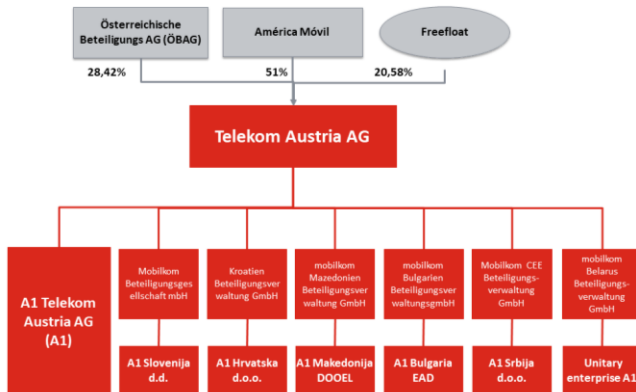 Österreichische
Beteiligungs AG (ÖBAG)
América Móvil
Freefloat
28,42%
51%
20,58%
Telekom Austria AG
A1 Telekom
Austria AG
(A1)
Mobilkom
Beteiligungsges
ellschaft mbH
Kroatien
Beteiligungsver
waltung GmbH
mobilkom
Mazedonien
Beteiligungsver
waltung GmbH
mobilkom
Bulgarien
Beteiligungsver
waltungsgmbH
Mobilkom CEE
Beteiligungs-
verwaltung
GmbH
mobilkom
Belarus
Beteiligungs-
verwaltung
GmbH
A1 Slovenija
d.d.
A1 Hrvatska
d.o.o.
A1 Makedonija
DOOEL
A1 Bulgaria
EAD
A1 Srbija
d.o.o.
Unitary
enterprise A1